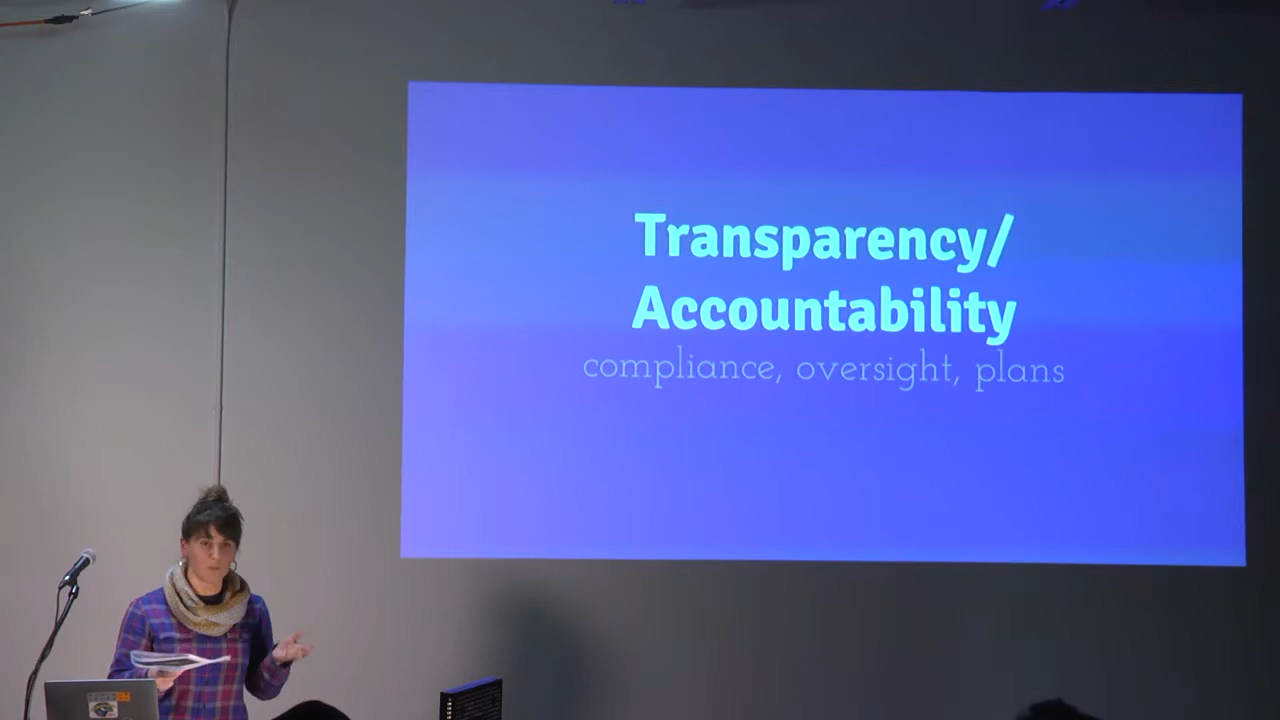 Transparency/
Accountability
compliance, oversight, plans